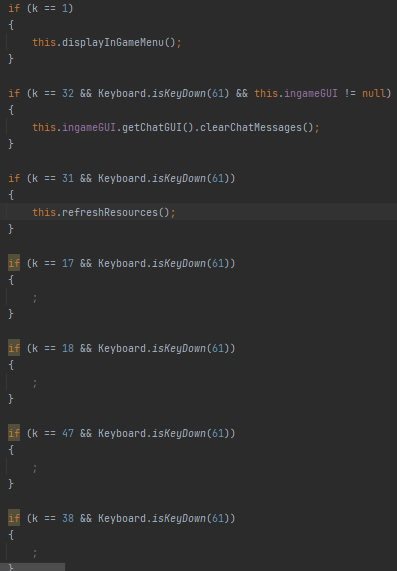 if (k == 1)
{
this.displayInGameMenu();
}
if (k == 32 && Keyboard.isKeyDown(61) && this.ingameGUI != null)
{
this.ingameGUI.getChatGUI().clearChatMessages();
}
if (k == 31 && Keyboard.isKeyDown(61))
{
this.refreshResources();
}
if (k == 17 && Keyboard.isKeyDown(61))
{
;
}
if (k == 18 && Keyboard.isKeyDown(61))
{
;
}
if (k == 47 && Keyboard.isKeyDown(61))
{
;
}
if (k == 38 && Keyboard.isKeyDown(61))
{
;
}